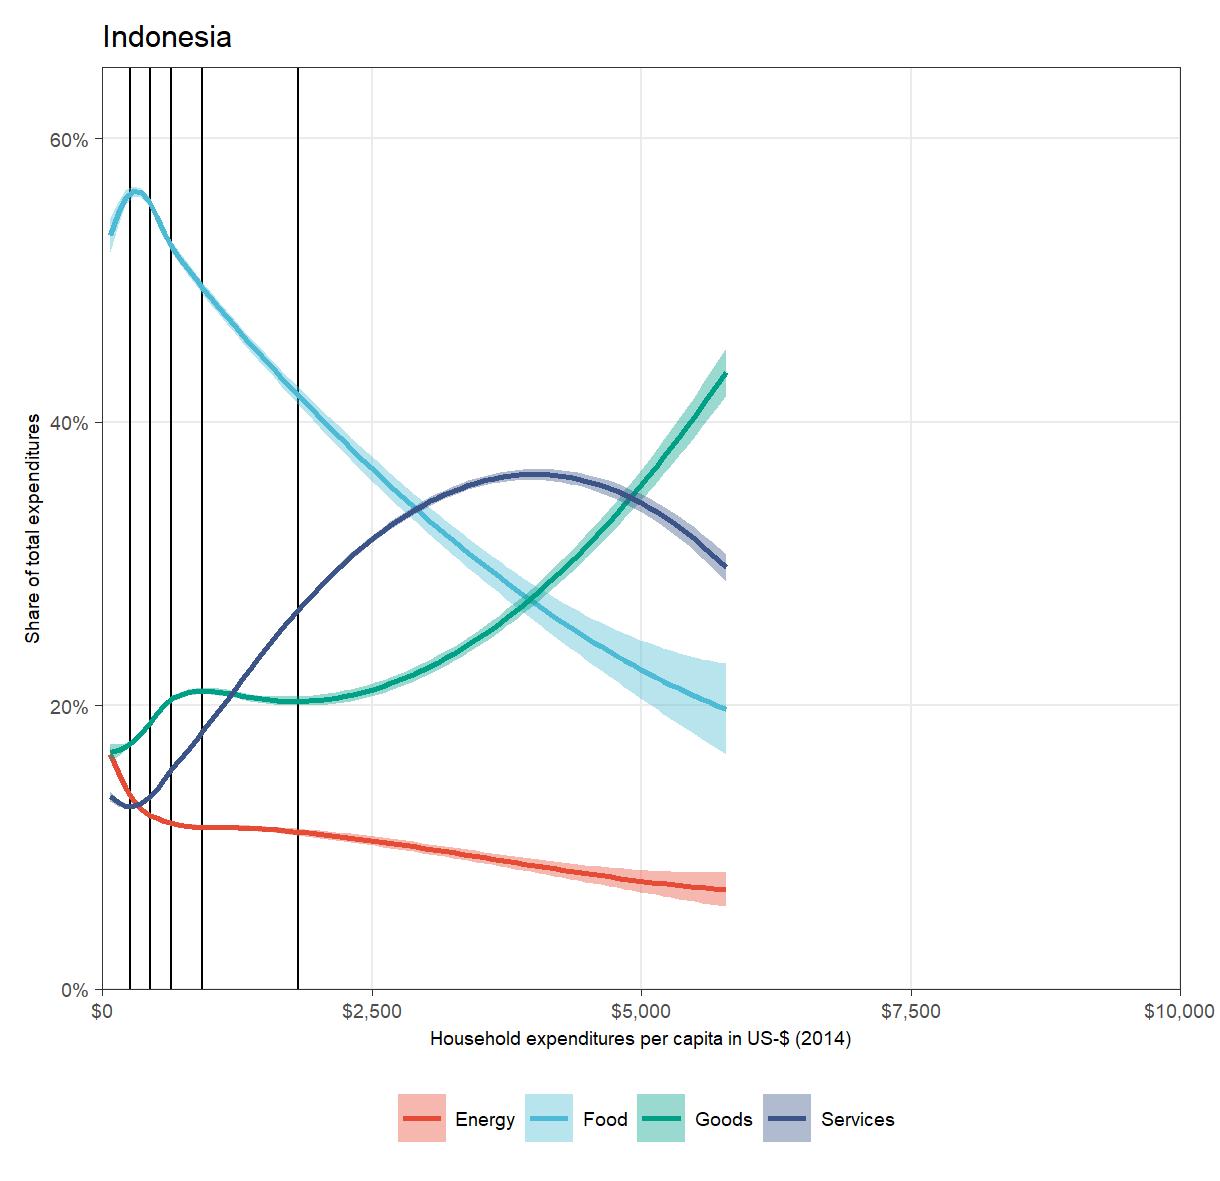 Indonesia
60%
40%
20%
0%
Share of total expenditures
$0 $2,500 $5,000 $7,500 $10,000
Household expenditures per capita in US-$ (2014)
Energy Food Goods Services